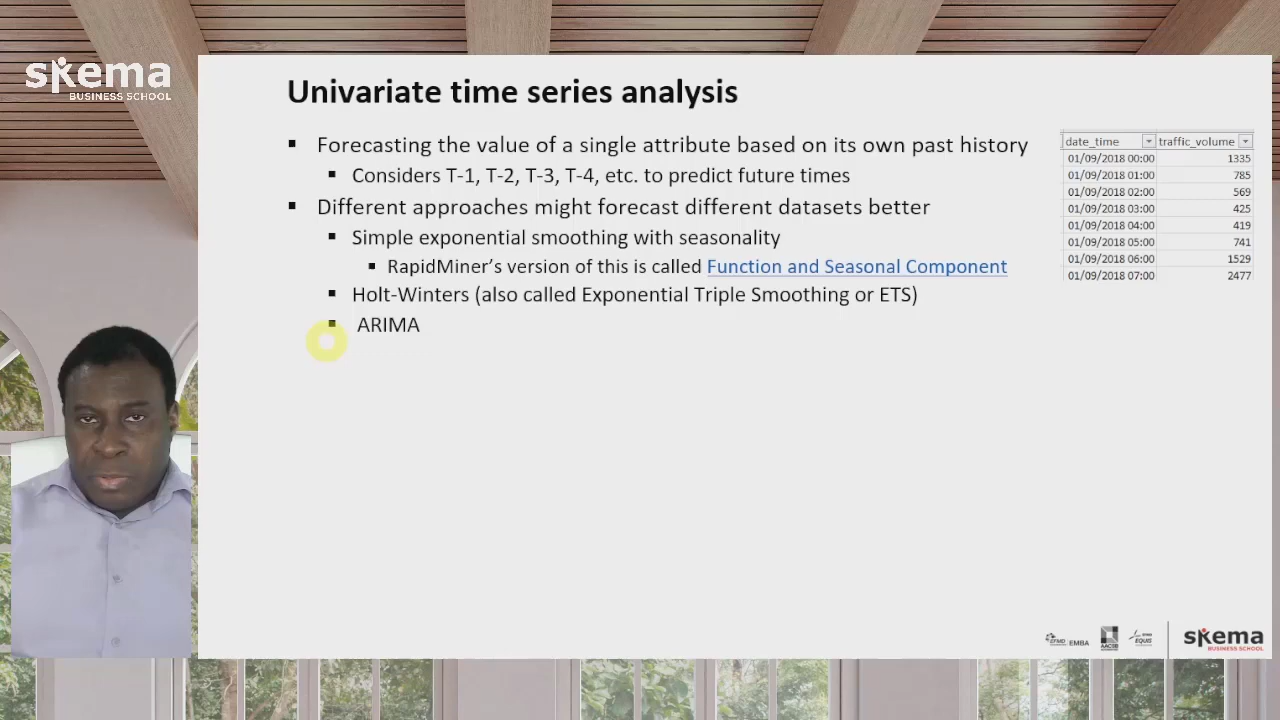 skema
BUSINESS SCHOOL
Univariate time series analysis
▪ Forecasting the value of a single attribute based on its own past history
▪ Considers T-1, T-2, T-3, T-4, etc. to predict future times
▪ Different approaches might forecast different datasets better
▪ Simple exponential smoothing with seasonality
▪ RapidMiner’s version of this is called Function and Seasonal Component
▪ Holt-Winters (also called Exponential Triple Smoothing or ETS)
▪ ARIMA
date_time traffic_volume
01/09/2018 00:00 1335
01/09/2018 01:00 785
01/09/2018 02:00 569
01/09/2018 03:00 425
01/09/2018 04:00 419
01/09/2018 05:00 741
01/09/2018 06:00 1529
01/09/2018 07:00 2477
EFMD EMBA
AACSB
EQUIS
skema
BUSINESS SCHOOL